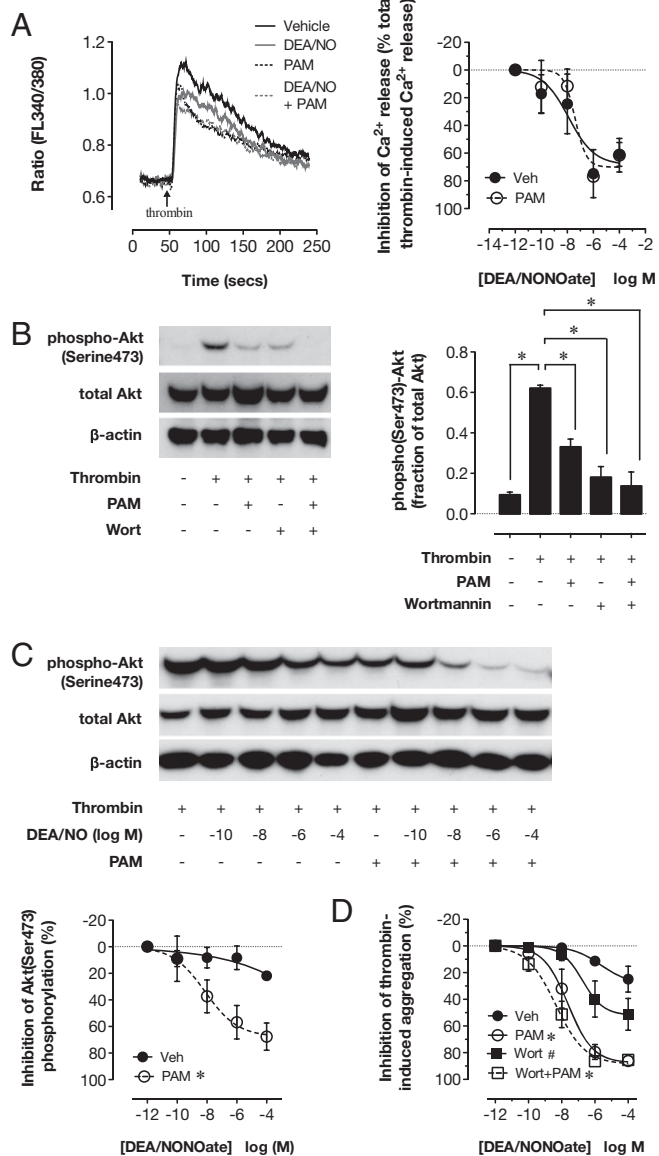 A
Vehicle
DEA/NO
PAM
DEA/NO
+ PAM
Ratio (FL340/380)
1.2
1.0
0.8
0.6
thrombin
0 50 100 150 200 250
Time (secs)
Inhibition of Ca2+ release (% total
thrombin-induced Ca2+ release)
-20
0
20
40
60
80
100
Veh
PAM
-14 -12 -10 -8 -6 -4 -2
[DEA/NONOate] log M
B
phospho-Akt
(Serine473)
total Akt
β-actin
Thrombin - + + + +
PAM - - + - +
Wort - - - + +
phopsho(Ser473)-Akt
(fraction of total Akt)
0.8
0.6
0.4
0.2
0.0
* * * *
Thrombin - + + + +
PAM - - + - +
Wortmannin - - - + +
C
phospho-Akt
(Serine473)
total Akt
β-actin
Thrombin + + + + + + + + + +
DEA/NO (log M) - -10 -8 -6 -4 - -10 -8 -6 -4
PAM - - - - - + + + + +
Inhibition of Akt(Ser473)
phosphorylation (%)
-20
0
20
40
60
80
100
Veh
PAM *
-12 -10 -8 -6 -4
[DEA/NONOate] log (M)
D
Inhibition of thrombin-
induced aggregation (%)
-20
0
20
40
60
80
100
Veh
PAM *
Wort #
Wort+PAM *
-12 -10 -8 -6 -4
[DEA/NONOate] log M